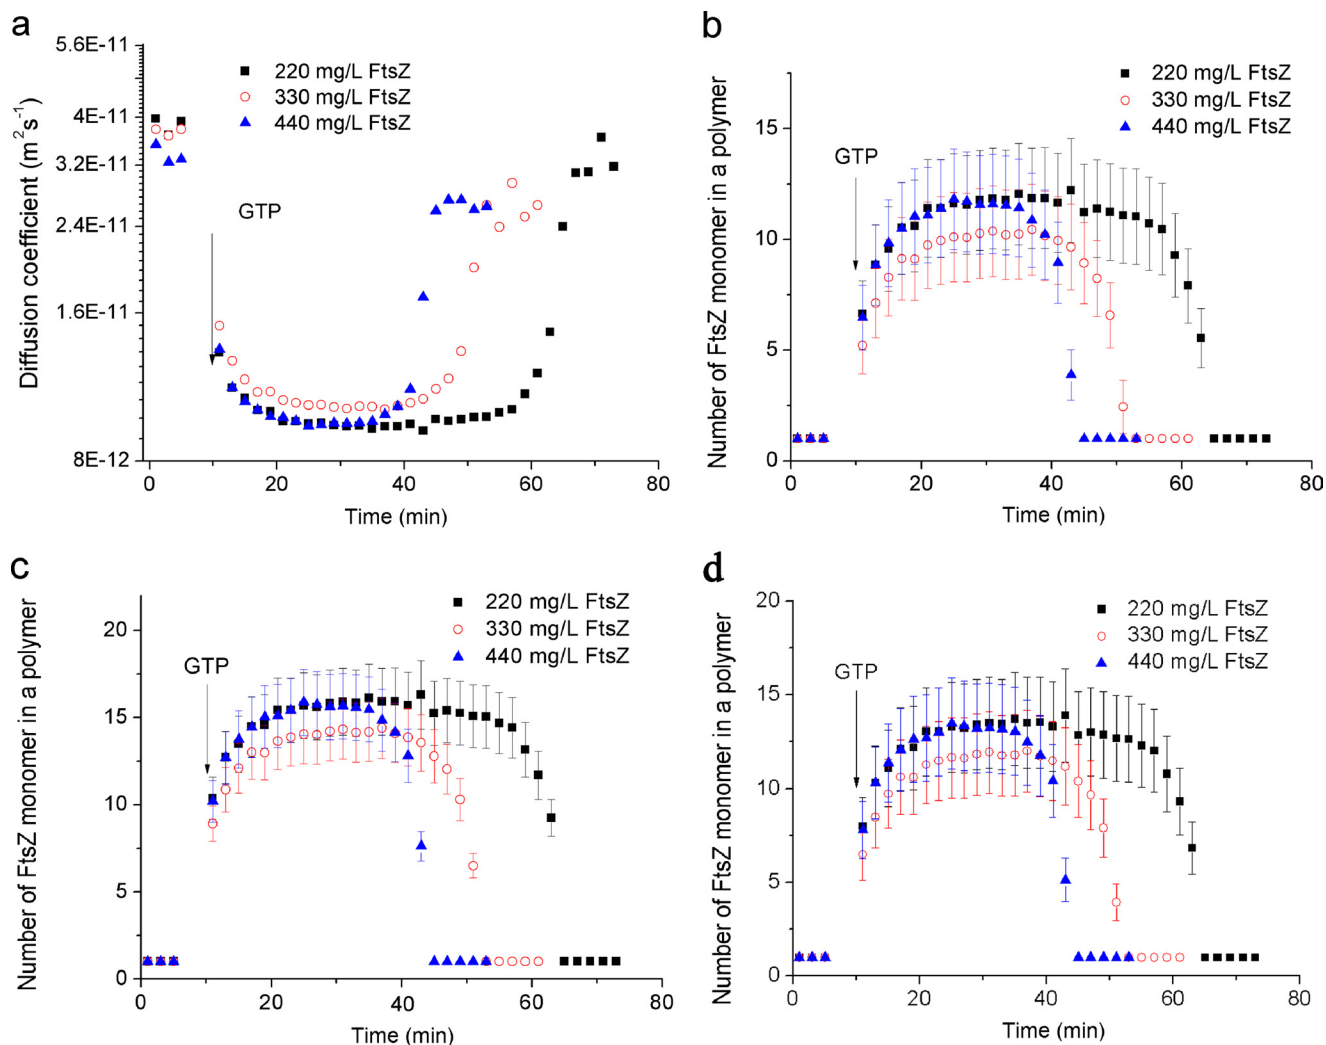 a
5.6E-11
4E-11
3.2E-11
2.4E-11
1.6E-11
8E-12
Diffusion coefficient (m²s⁻¹)
220 mg/L FtsZ
330 mg/L FtsZ
440 mg/L FtsZ
GTP
0 20 40 60 80
Time (min)
b
15
10
5
0
Number of FtsZ monomer in a polymer
220 mg/L FtsZ
330 mg/L FtsZ
440 mg/L FtsZ
GTP
0 20 40 60 80
Time (min)
c
20
15
10
5
0
Number of FtsZ monomer in a polymer
220 mg/L FtsZ
330 mg/L FtsZ
440 mg/L FtsZ
GTP
0 20 40 60 80
Time (min)
d
20
15
10
5
0
Number of FtsZ monomer in a polymer
220 mg/L FtsZ
330 mg/L FtsZ
440 mg/L FtsZ
GTP
0 20 40 60 80
Time (min)